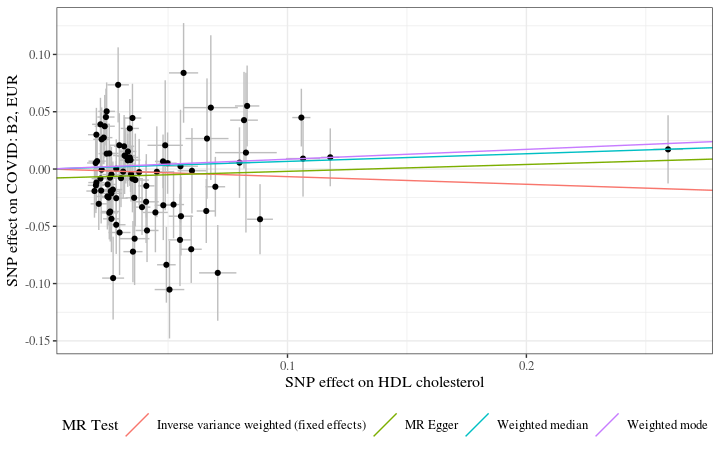 SNP effect on COVID: B2, EUR
0.10
0.05
0.00
-0.05
-0.10
-0.15
0.1 0.2
SNP effect on HDL cholesterol
MR Test Inverse variance weighted (fixed effects) MR Egger Weighted median Weighted mode